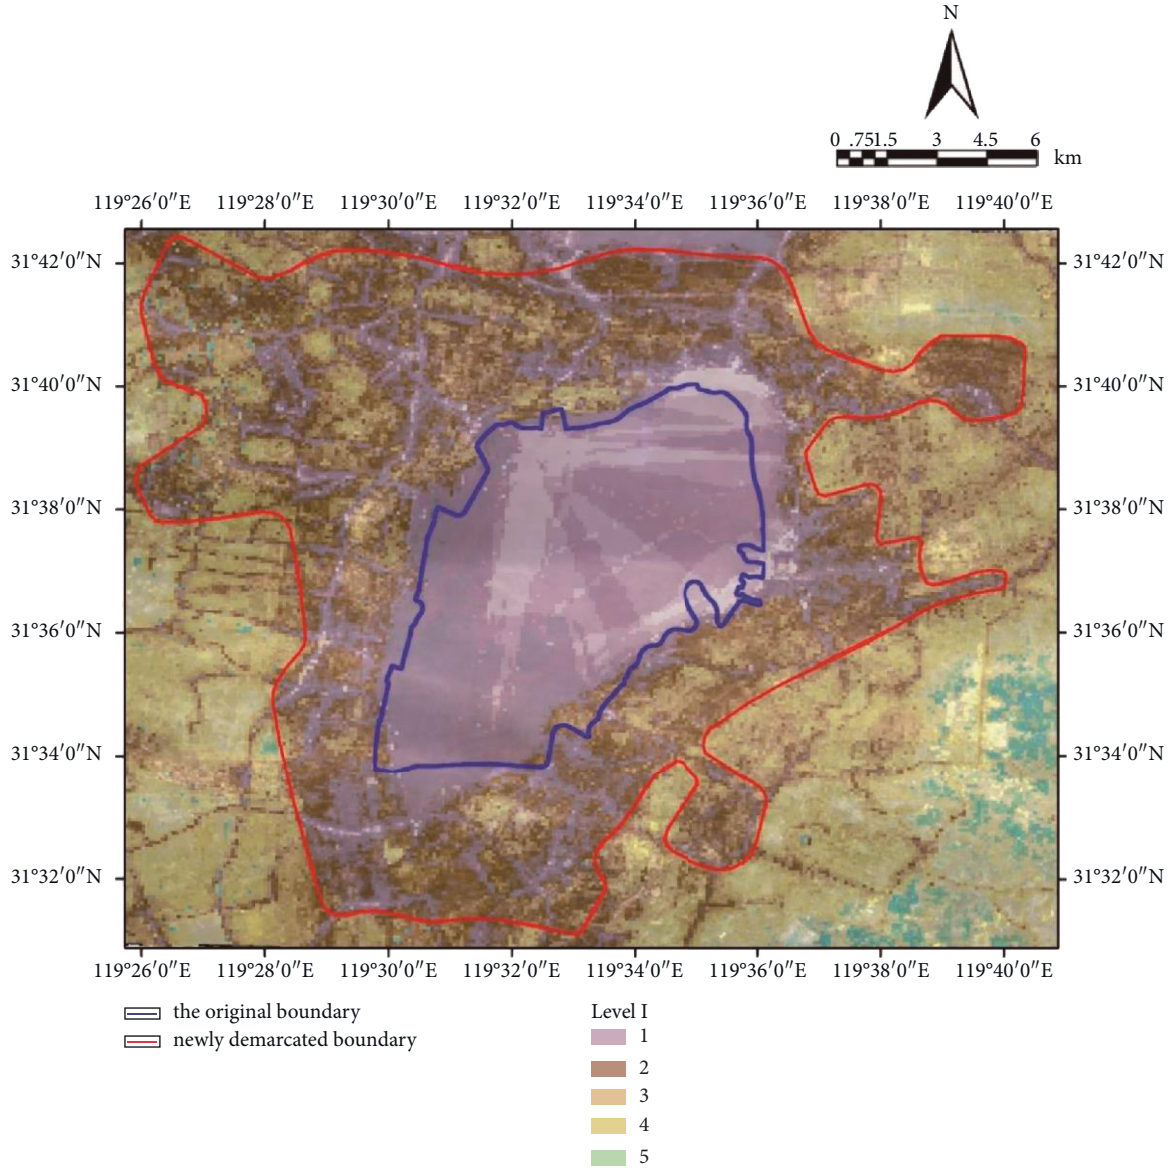 N
0 .751.5 3 4.5 6
km
119°26′0″E 119°28′0″E 119°30′0″E 119°32′0″E 119°34′0″E 119°36′0″E 119°38′0″E 119°40′0″E
31°42′0″N 31°42′0″N
31°40′0″N 31°40′0″N
31°38′0″N 31°38′0″N
31°36′0″N 31°36′0″N
31°34′0″N 31°34′0″N
31°32′0″N 31°32′0″N
119°26′0″E 119°28′0″E 119°30′0″E 119°32′0″E 119°34′0″E 119°36′0″E 119°38′0″E 119°40′0″E
the original boundary
newly demarcated boundary
Level I
1
2
3
4
5